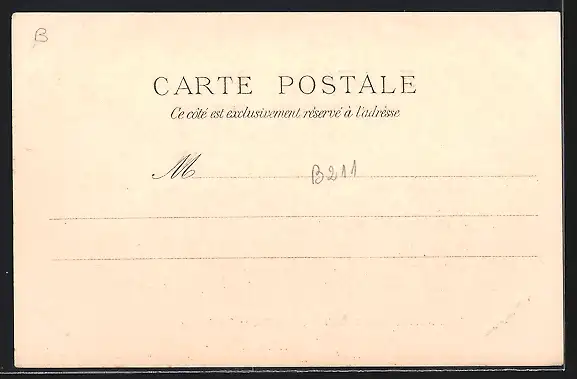 B
CARTE POSTALE
Ce côté est exclusivement réservé à l'adresse
M
B211